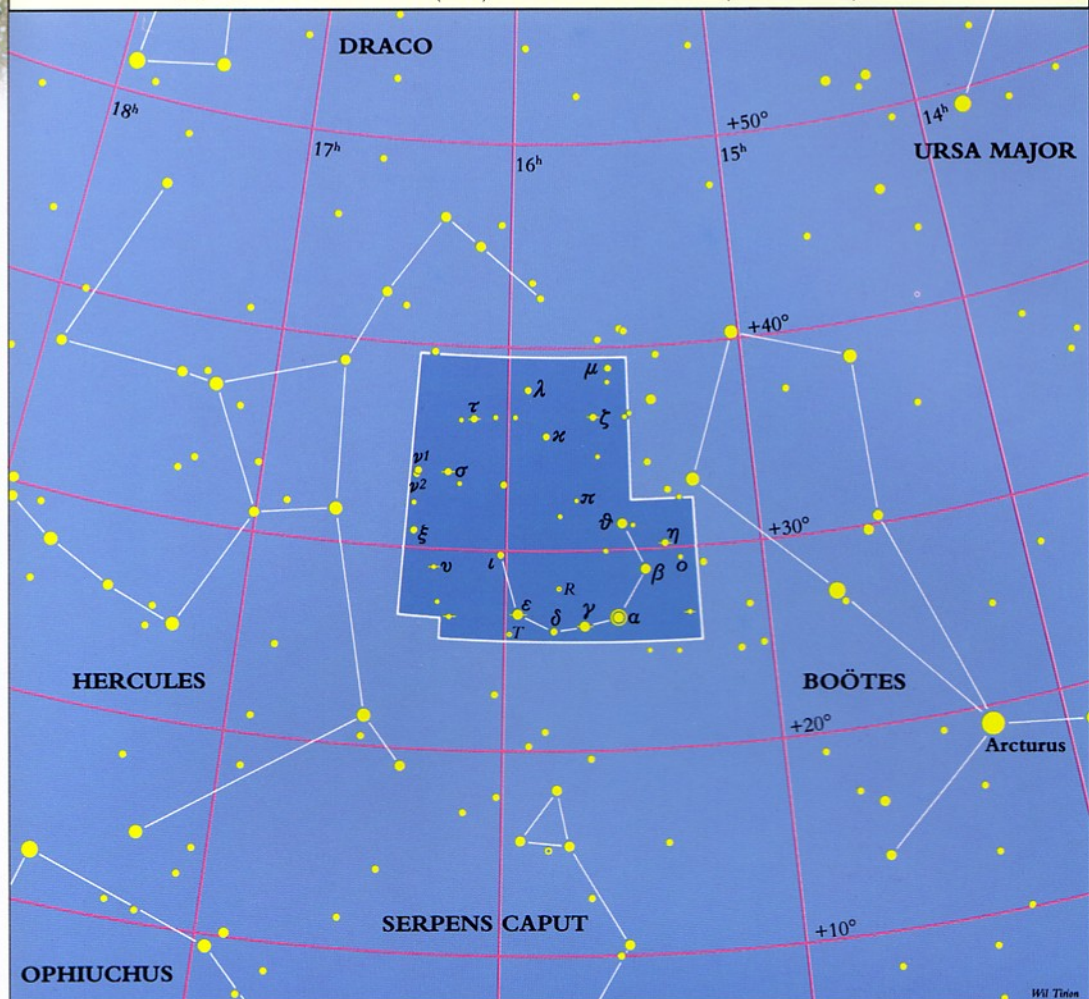 DRACO
18h
17h
16h
+50°
15h
14h
URSA MAJOR
+40°
μ
λ
τ
ζ
ϰ
ν1
σ
ν2
π
ϑ
+30°
ξ
η
υ
ι
β
ο
R
ε
δ
γ
α
T
HERCULES
BOÖTES
+20°
Arcturus
SERPENS CAPUT
+10°
OPHIUCHUS
Wil Tirion